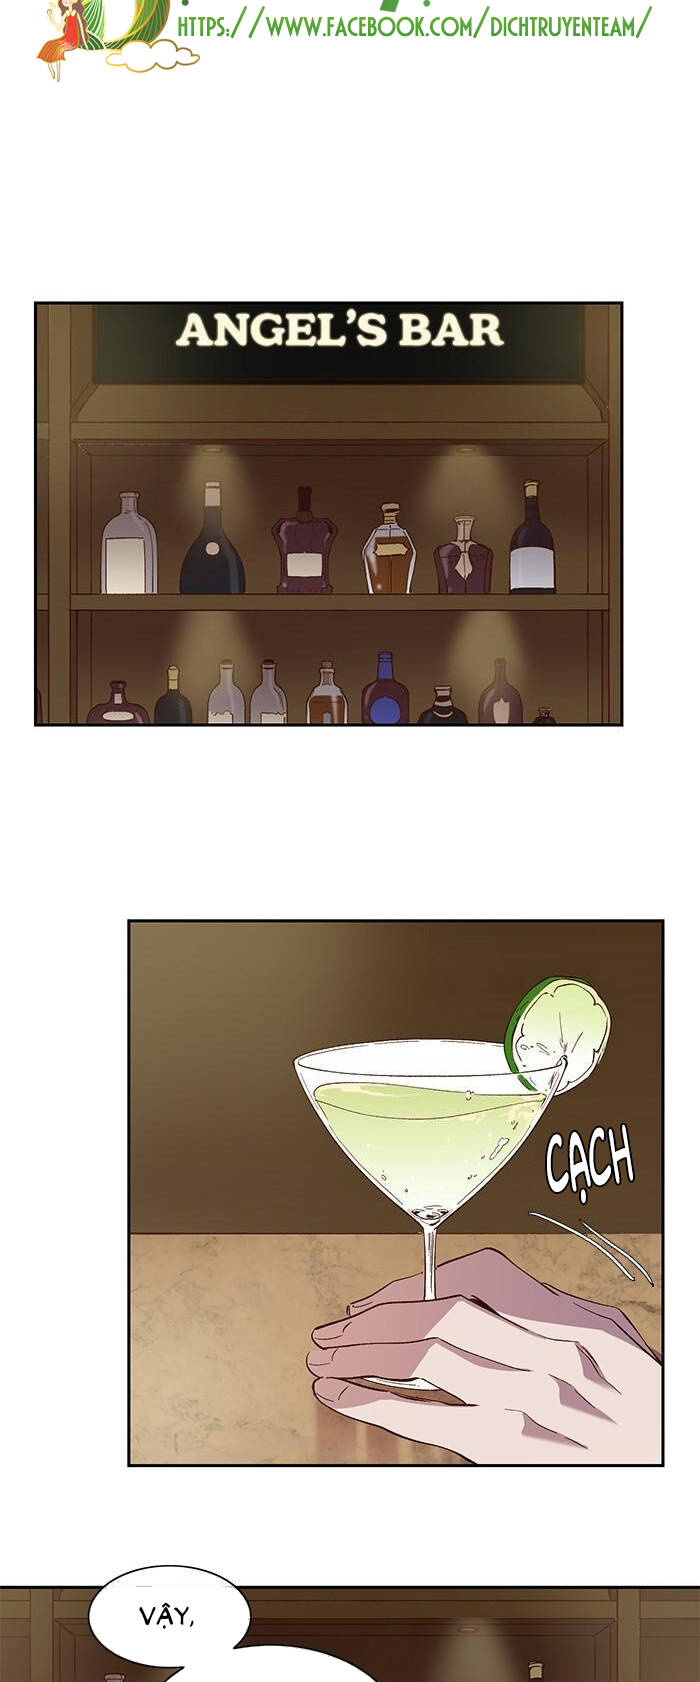 HTTPS://WWW.FACEBOOK.COM/DICHTRUYENTEAM/
ANGEL'S BAR
CẠCH
VẬY,